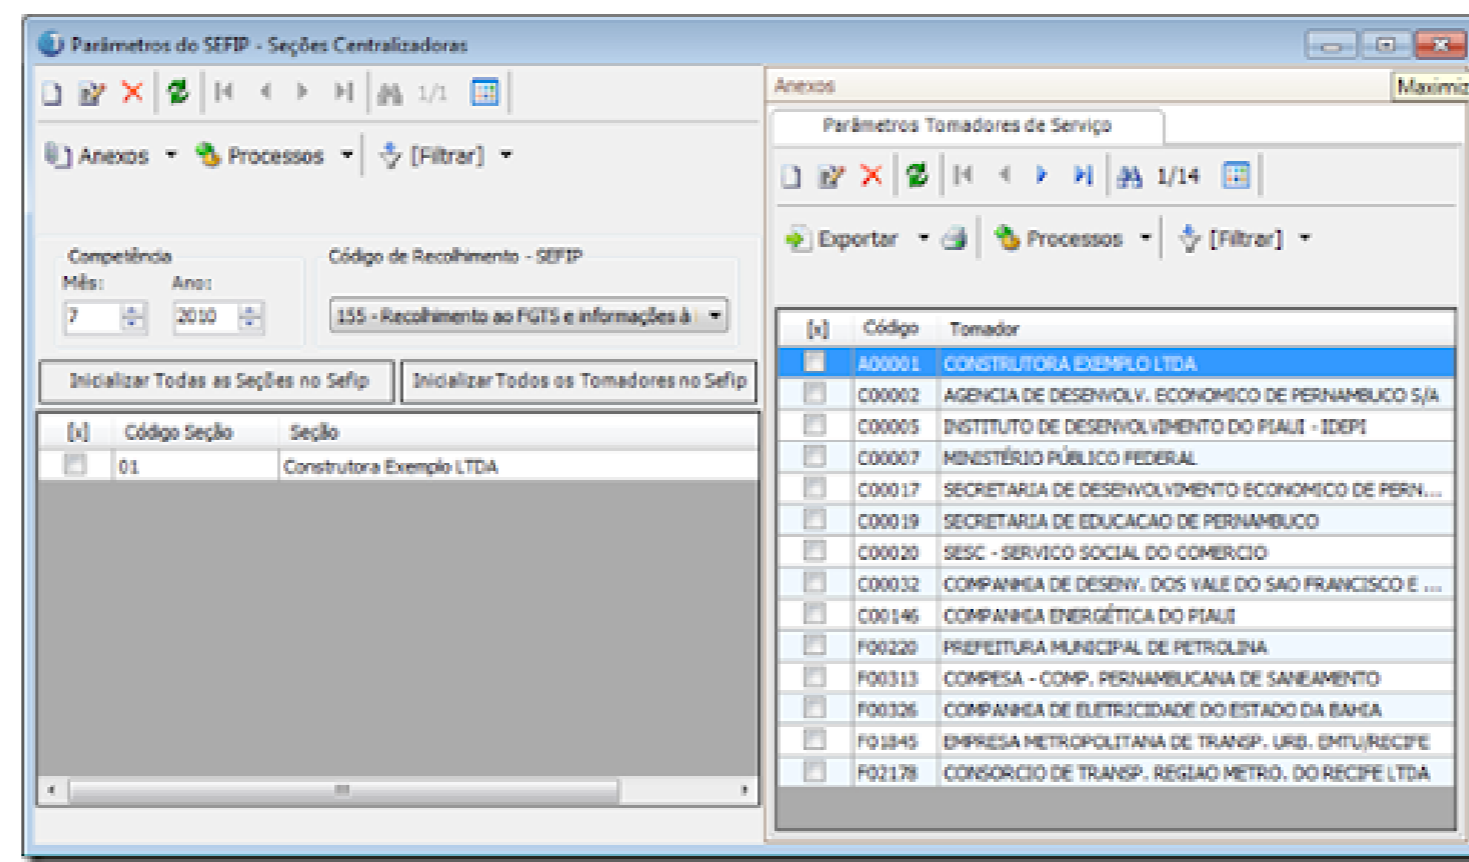 Parâmetros do SEFIP - Seções Centralizadoras
1/1
Anexos Processos [Filtrar]
Competência
Mês: Ano:
7 2010
Código de Recolhimento - SEFIP
155 - Recolhimento ao FGTS e informações à
Inicializar Todas as Seções no Sefip Inicializar Todos os Tomadores no Sefip
[x] Código Seção Seção
01 Construtora Exemplo LTDA
Anexos
Maximiz
Parâmetros Tomadores de Serviço
1/14
Exportar Processos [Filtrar]
[x] Código Tomador
A00001 CONSTRUTORA EXEMPLO LTDA
C00002 AGENCIA DE DESENVOLV. ECONOMICO DE PERNAMBUCO S/A
C00005 INSTITUTO DE DESENVOLVIMENTO DO PIAUI - IDEPI
C00007 MINISTÉRIO PÚBLICO FEDERAL
C00017 SECRETARIA DE DESENVOLVIMENTO ECONOMICO DE PERN...
C00019 SECRETARIA DE EDUCACAO DE PERNAMBUCO
C00020 SESC - SERVICO SOCIAL DO COMERCIO
C00032 COMPANHIA DE DESENV. DOS VALE DO SAO FRANCISCO E ...
C00146 COMPANHIA ENERGÉTICA DO PIAUI
F00220 PREFEITURA MUNICIPAL DE PETROLINA
F00313 COMPESA - COMP. PERNAMBUCANA DE SANEAMENTO
F00326 COMPANHIA DE ELETRICIDADE DO ESTADO DA BAHIA
F01845 EMPRESA METROPOLITANA DE TRANSP. URB. EMTU/RECIFE
F02178 CONSORCIO DE TRANSP. REGIAO METRO. DO RECIFE LTDA